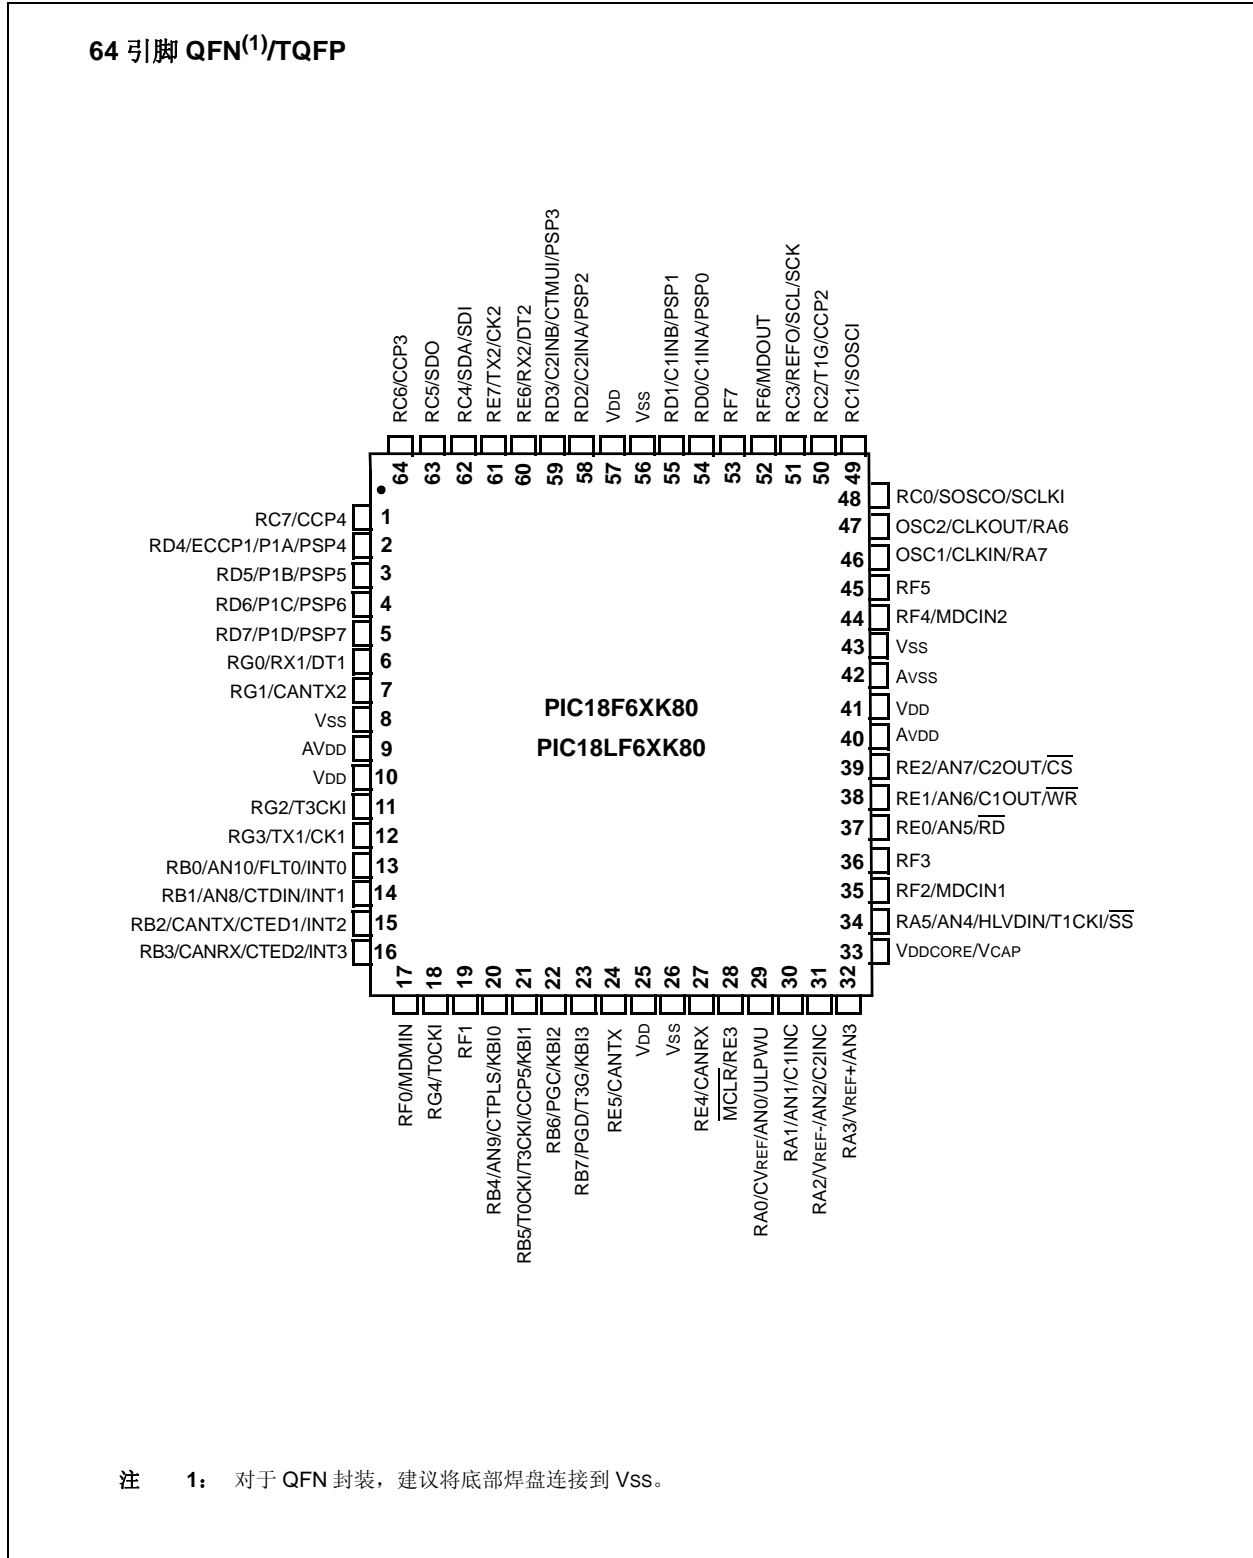 64 引脚 QFN(1)/TQFP
RC6/CCP3
RC5/SDO
RC4/SDA/SDI
RE7/TX2/CK2
RE6/RX2/DT2
RD3/C2INB/CTMUI/PSP3
RD2/C2INA/PSP2
VDD
VSS
RD1/C1INB/PSP1
RD0/C1INA/PSP0
RF7
RF6/MDOUT
RC3/REFO/SCL/SCK
RC2/T1G/CCP2
RC1/SOSCI
64 63 62 61 60 59 58 57 56 55 54 53 52 51 50 49
RC7/CCP4 1
RD4/ECCP1/P1A/PSP4 2
RD5/P1B/PSP5 3
RD6/P1C/PSP6 4
RD7/P1D/PSP7 5
RG0/RX1/DT1 6
RG1/CANTX2 7
VSS 8
AVDD 9
VDD 10
RG2/T3CKI 11
RG3/TX1/CK1 12
RB0/AN10/FLT0/INT0 13
RB1/AN8/CTDIN/INT1 14
RB2/CANTX/CTED1/INT2 15
RB3/CANRX/CTED2/INT3 16
PIC18F6XK80
PIC18LF6XK80
48 RC0/SOSCO/SCLKI
47 OSC2/CLKOUT/RA6
46 OSC1/CLKIN/RA7
45 RF5
44 RF4/MDCIN2
43 VSS
42 AVSS
41 VDD
40 AVDD
39 RE2/AN7/C2OUT/CS
38 RE1/AN6/C1OUT/WR
37 RE0/AN5/RD
36 RF3
35 RF2/MDCIN1
34 RA5/AN4/HLVDIN/T1CKI/SS
33 VDDCORE/VCAP
17 18 19 20 21 22 23 24 25 26 27 28 29 30 31 32
RF0/MDMIN
RG4/T0CKI
RF1
RB4/AN9/CTPLS/KBI0
RB5/T0CKI/T3CKI/CCP5/KBI1
RB6/PGC/KBI2
RB7/PGD/T3G/KBI3
RE5/CANTX
VDD
VSS
RE4/CANRX
MCLR/RE3
RA0/CVREF/AN0/ULPWU
RA1/AN1/C1INC
RA2/VREF-/AN2/C2INC
RA3/VREF+/AN3
注 1： 对于 QFN 封装，建议将底部焊盘连接到 VSS。